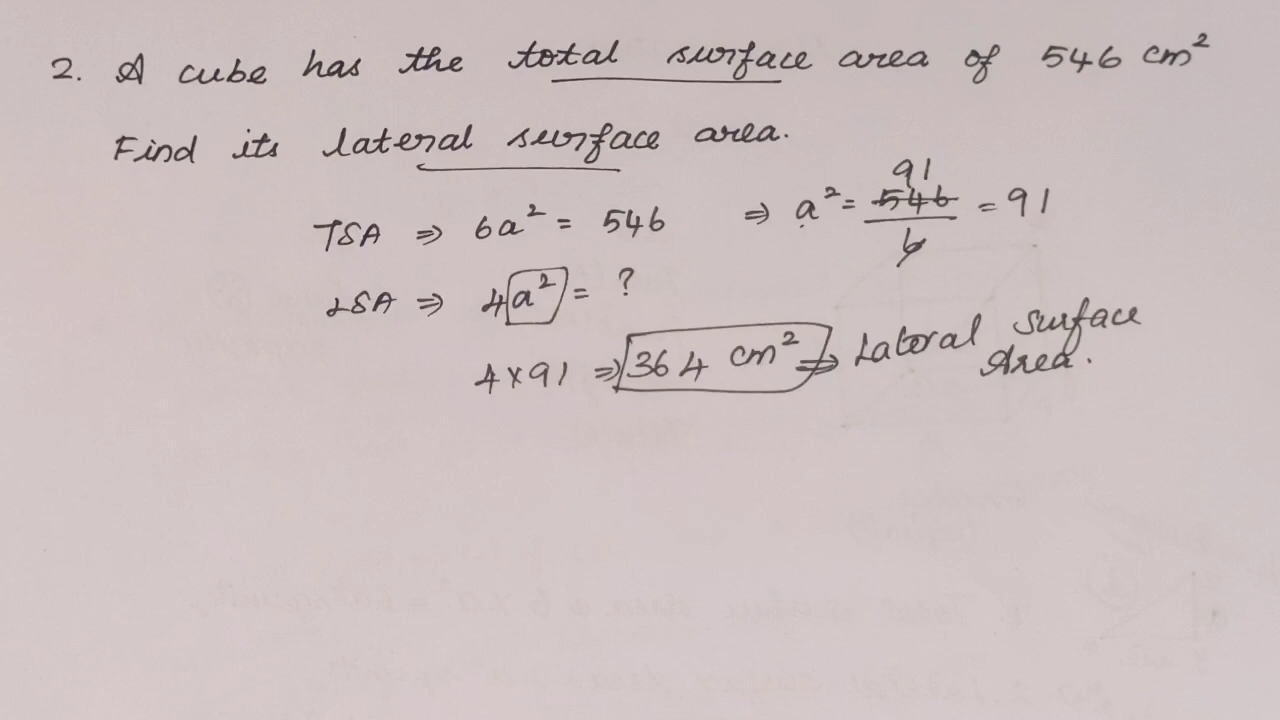 2. A cube has the total surface area of 546 cm²
Find its lateral surface area.
TSA ⇒ 6a² = 546 ⇒ a² = 546/6 = 91
91
LSA ⇒ 4a² = ?
4 x 91 ⇒ 364 cm² ⇒ Lateral Surface
Area.